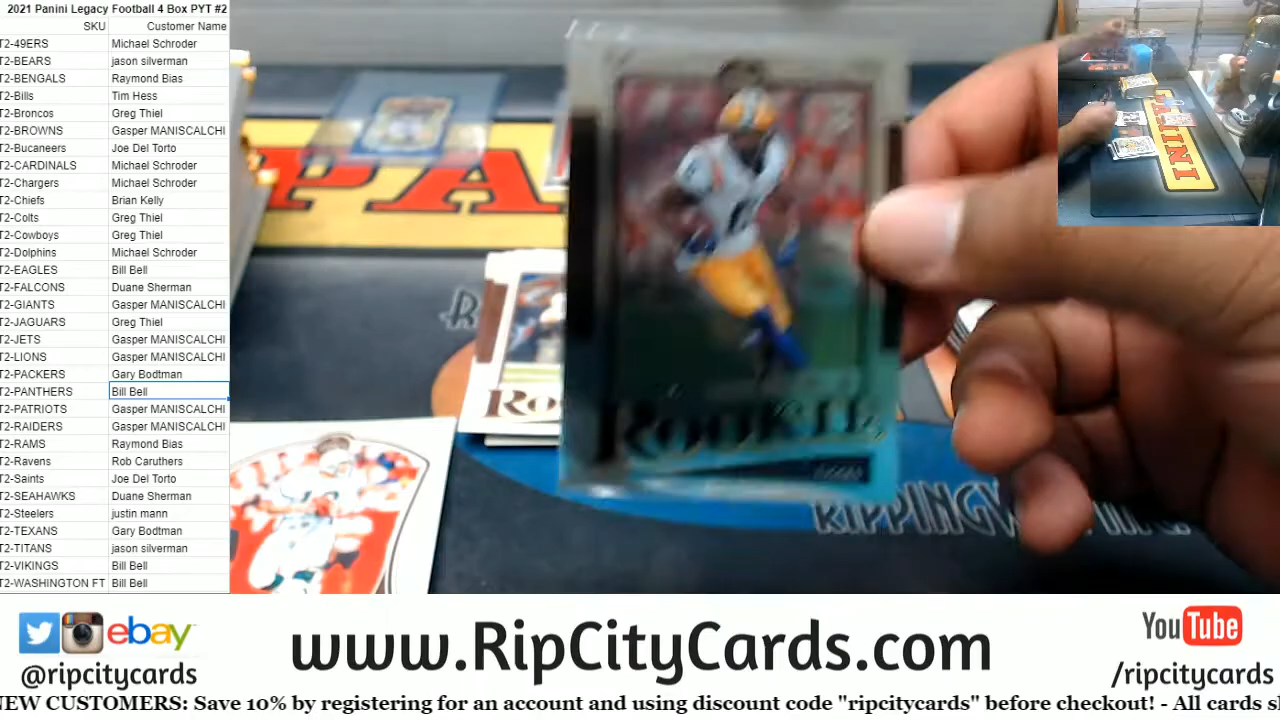 2021 Panini Legacy Football 4 Box PYT #2
SKU Customer Name
T2-49ERS Michael Schroder
T2-BEARS jason silverman
T2-BENGALS Raymond Bias
T2-Bills Tim Hess
T2-Broncos Greg Thiel
T2-BROWNS Gasper MANISCALCHI
T2-Bucaneers Joe Del Torto
T2-CARDINALS Michael Schroder
T2-Chargers Michael Schroder
T2-Chiefs Brian Kelly
T2-Colts Greg Thiel
T2-Cowboys Greg Thiel
T2-Dolphins Michael Schroder
T2-EAGLES Bill Bell
T2-FALCONS Duane Sherman
T2-GIANTS Gasper MANISCALCHI
T2-JAGUARS Greg Thiel
T2-JETS Gasper MANISCALCHI
T2-LIONS Gasper MANISCALCHI
T2-PACKERS Gary Bodtman
T2-PANTHERS Bill Bell
T2-PATRIOTS Gasper MANISCALCHI
T2-RAIDERS Gasper MANISCALCHI
T2-RAMS Raymond Bias
T2-Ravens Rob Caruthers
T2-Saints Joe Del Torto
T2-SEAHAWKS Duane Sherman
T2-Steelers justin mann
T2-TEXANS Gary Bodtman
T2-TITANS jason silverman
T2-VIKINGS Bill Bell
T2-WASHINGTON FT Bill Bell
PA
PANINI
Ro
ROOKIE
RIPPINGW
ebay
@ripcitycards
www.RipCityCards.com
YouTube
/ripcitycards
NEW CUSTOMERS: Save 10% by registering for an account and using discount code "ripcitycards" before checkout! - All cards sh